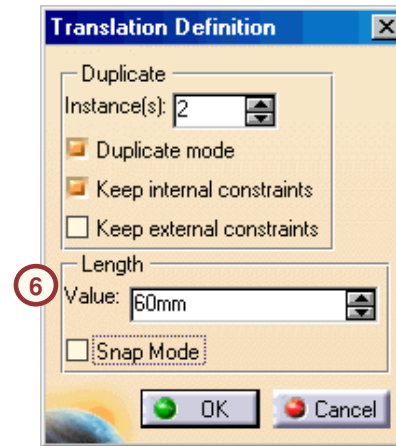 Translation Definition
Duplicate
Instance(s): 2
Duplicate mode
Keep internal constraints
Keep external constraints
Length
6
Value: 60mm
Snap Mode
OK Cancel